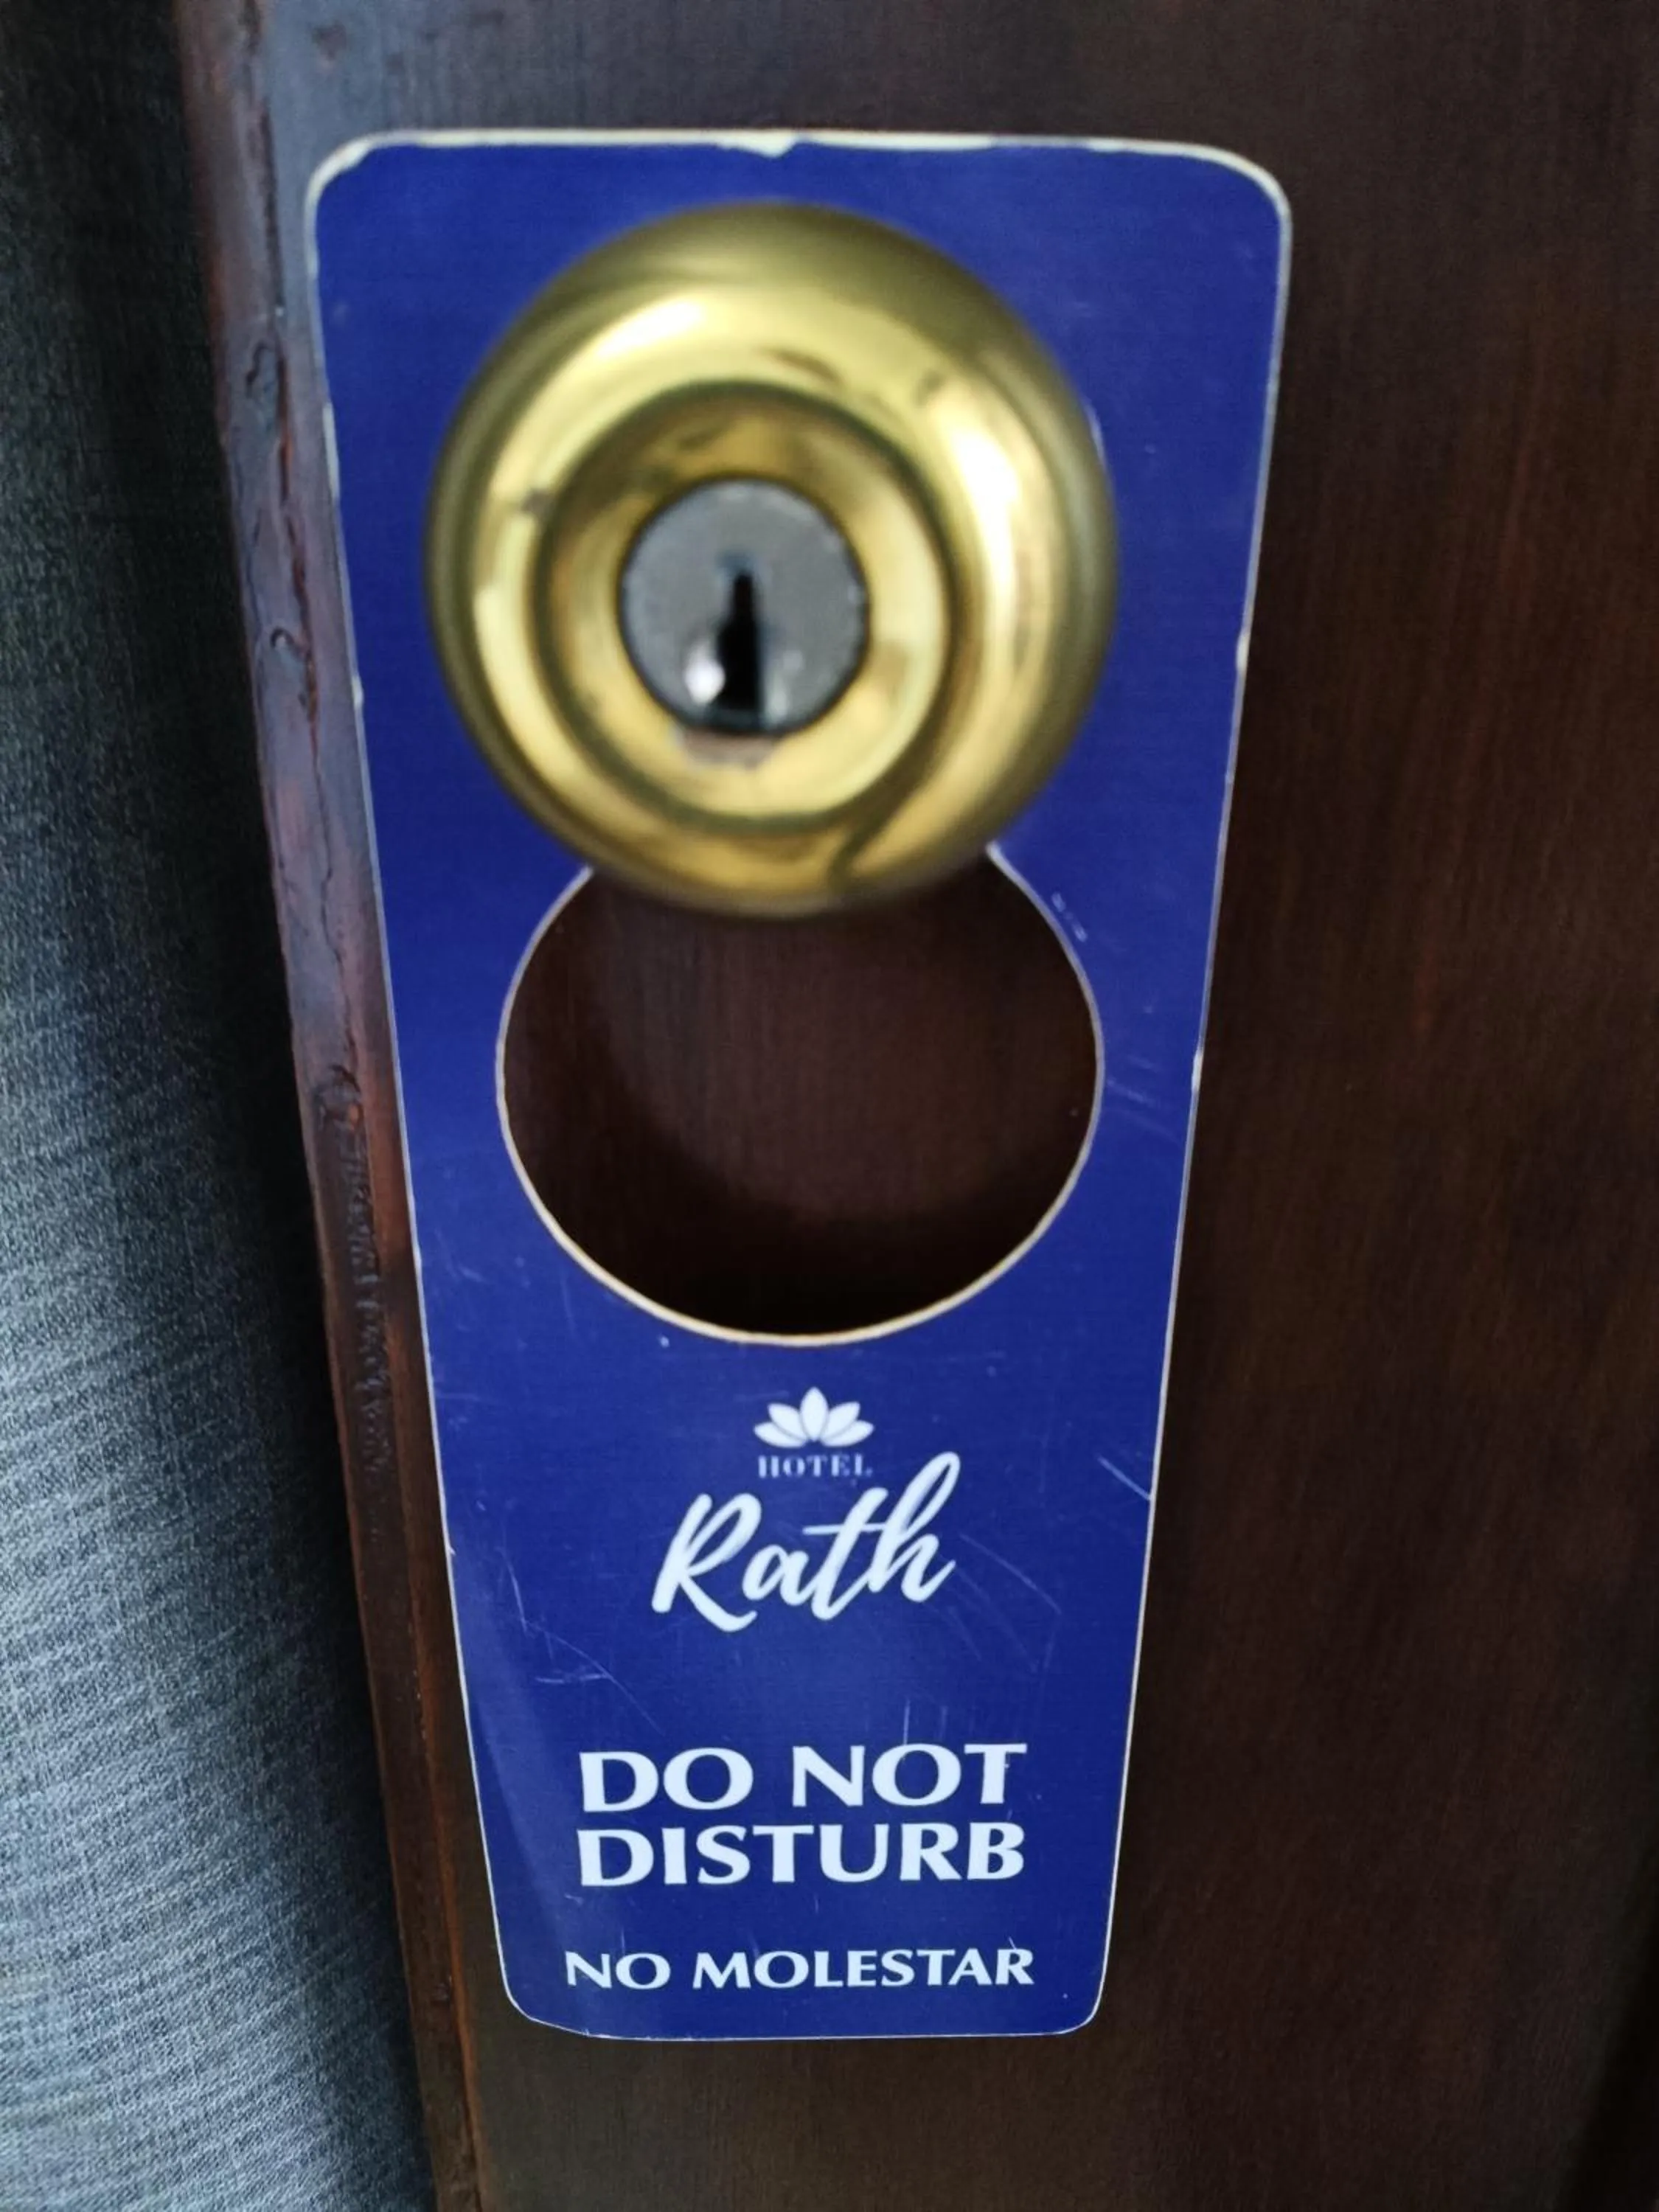 HOTEL
Rath
DO NOT
DISTURB
NO MOLESTAR